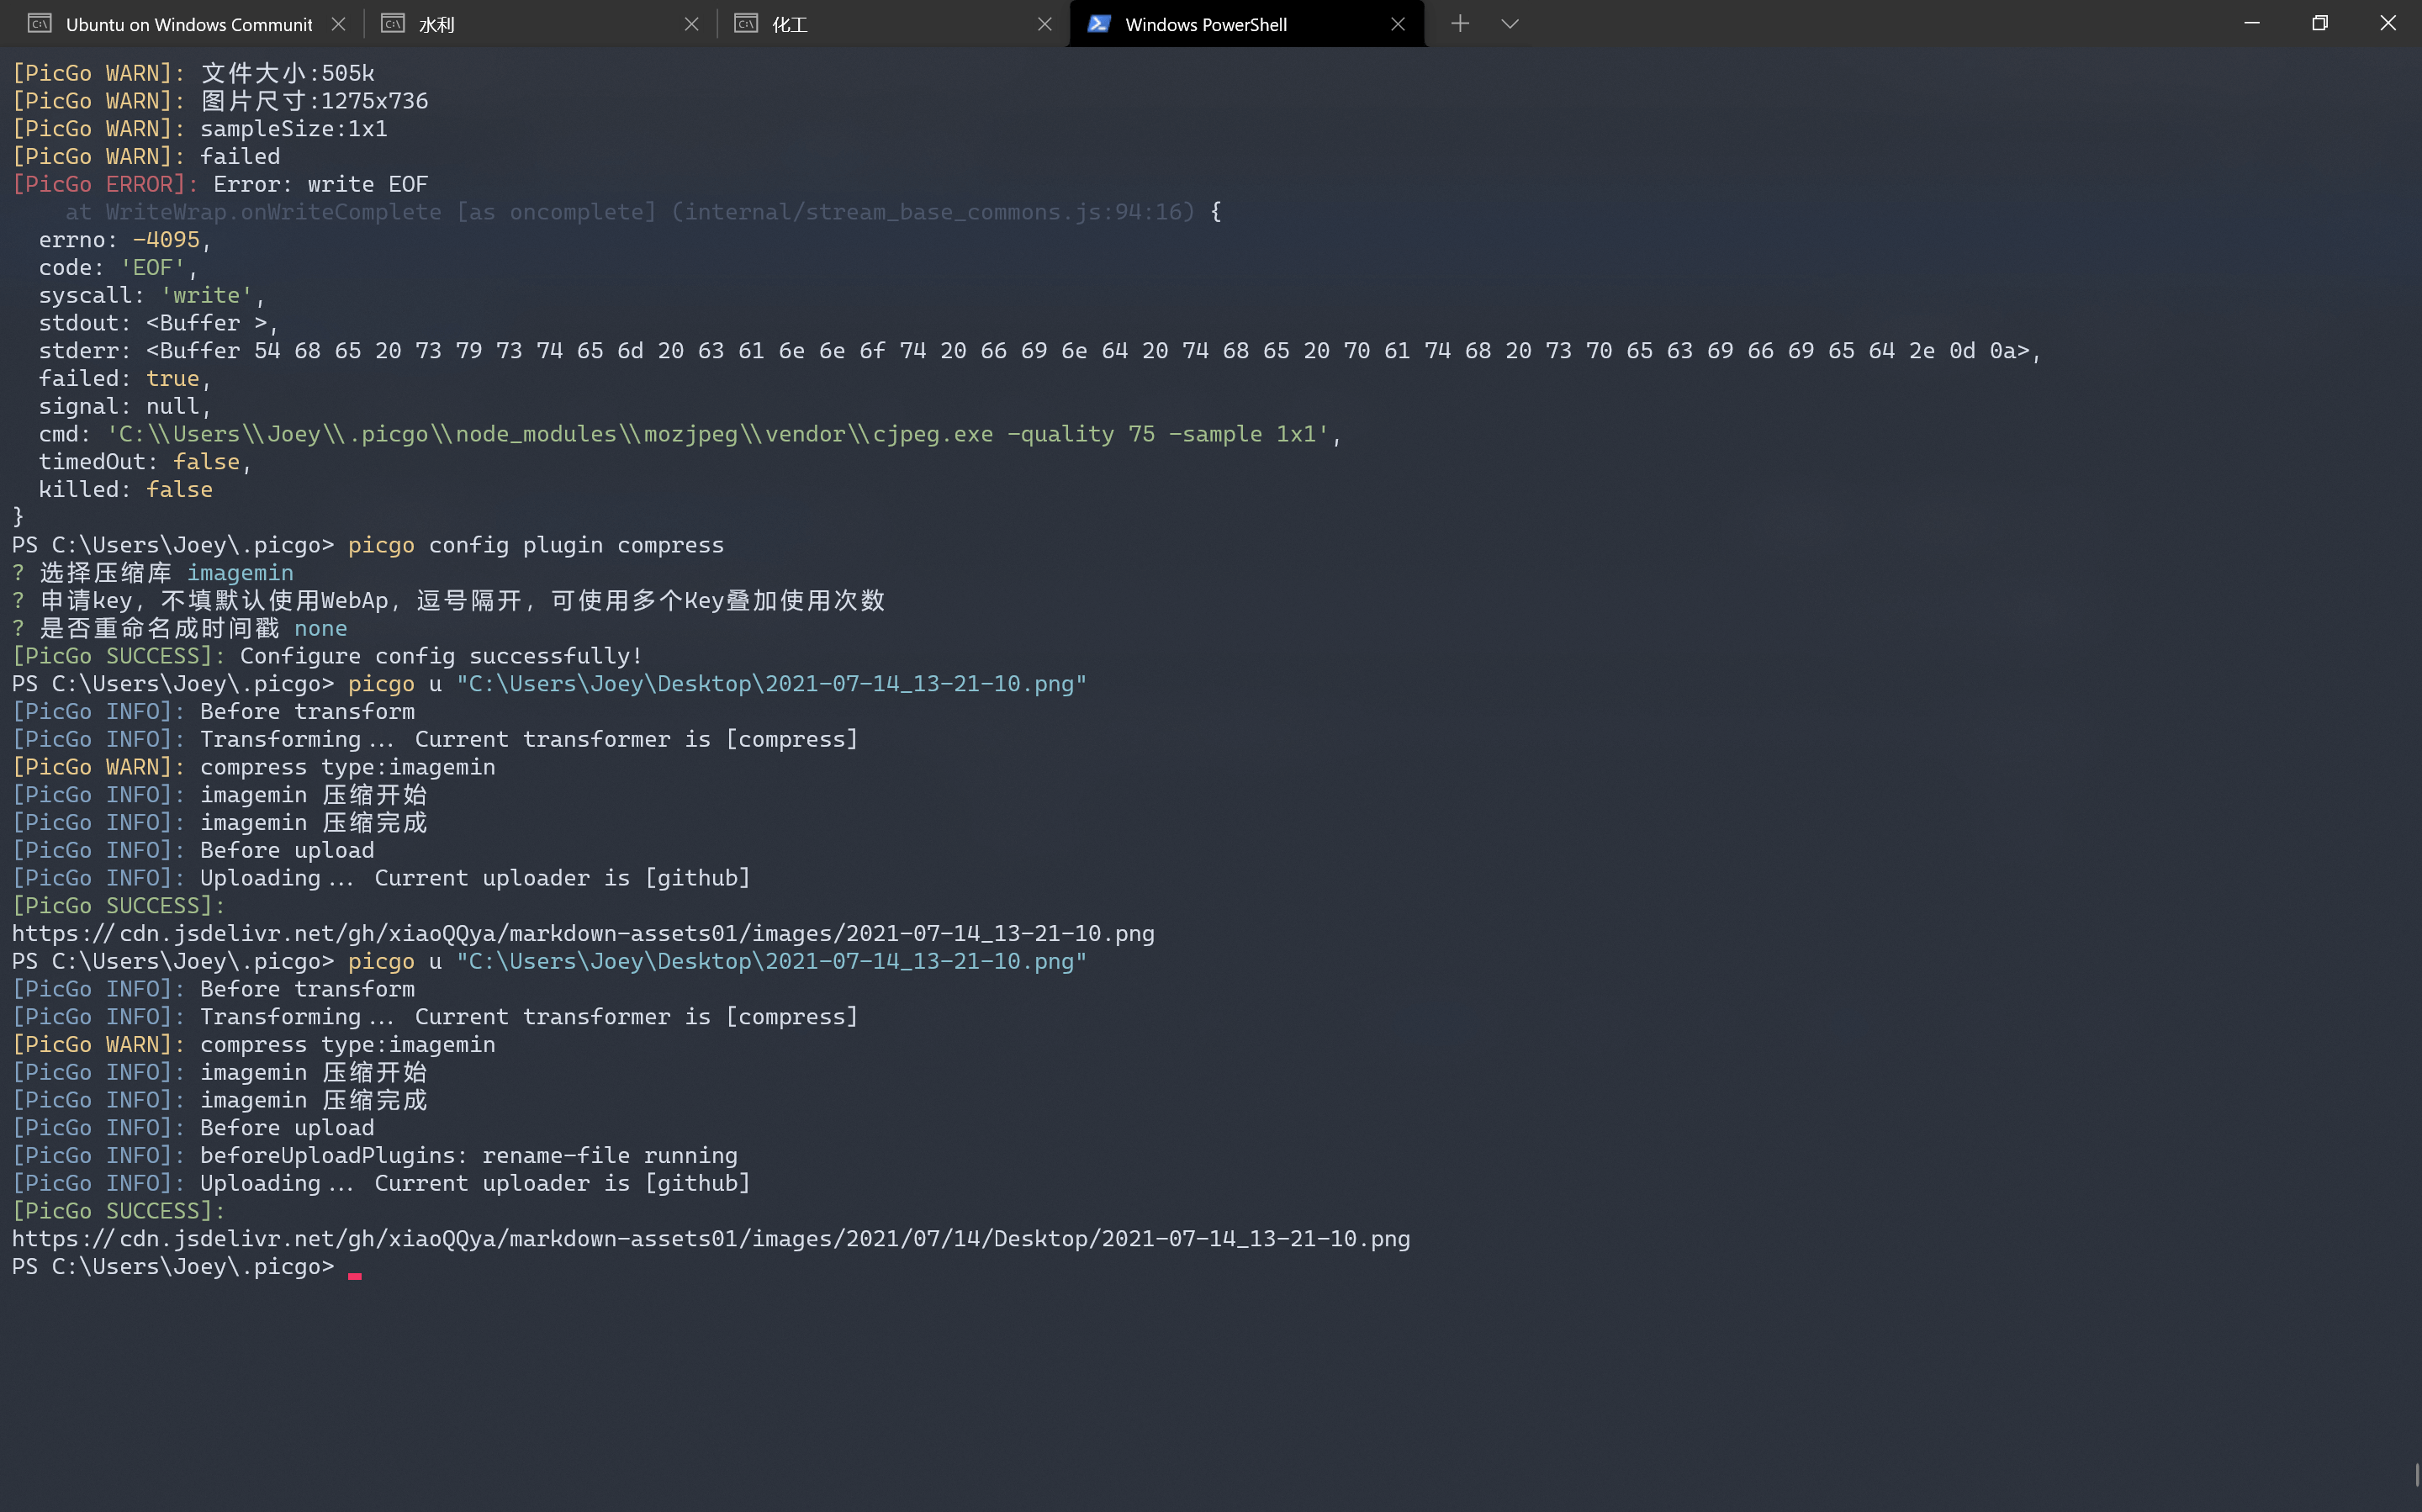 Ubuntu on Windows Communit
水利
化工
Windows PowerShell
[PicGo WARN]: 文件大小:505k
[PicGo WARN]: 图片尺寸:1275x736
[PicGo WARN]: sampleSize:1x1
[PicGo WARN]: failed
[PicGo ERROR]: Error: write EOF
    at WriteWrap.onWriteComplete [as oncomplete] (internal/stream_base_commons.js:94:16) {
  errno: -4095,
  code: 'EOF',
  syscall: 'write',
  stdout: <Buffer >,
  stderr: <Buffer 54 68 65 20 73 79 73 74 65 6d 20 63 61 6e 6e 6f 74 20 66 69 6e 64 20 74 68 65 20 70 61 74 68 20 73 70 65 63 69 66 69 65 64 2e 0d 0a>,
  failed: true,
  signal: null,
  cmd: 'C:\\Users\\Joey\\.picgo\\node_modules\\mozjpeg\\vendor\\cjpeg.exe -quality 75 -sample 1x1',
  timedOut: false,
  killed: false
}
PS C:\Users\Joey\.picgo> picgo config plugin compress
? 选择压缩库 imagemin
? 申请key, 不填默认使用WebAp, 逗号隔开, 可使用多个Key叠加使用次数
? 是否重命名成时间戳 none
[PicGo SUCCESS]: Configure config successfully!
PS C:\Users\Joey\.picgo> picgo u "C:\Users\Joey\Desktop\2021-07-14_13-21-10.png"
[PicGo INFO]: Before transform
[PicGo INFO]: Transforming... Current transformer is [compress]
[PicGo WARN]: compress type:imagemin
[PicGo INFO]: imagemin 压缩开始
[PicGo INFO]: imagemin 压缩完成
[PicGo INFO]: Before upload
[PicGo INFO]: Uploading... Current uploader is [github]
[PicGo SUCCESS]:
https://cdn.jsdelivr.net/gh/xiaoQQya/markdown-assets01/images/2021-07-14_13-21-10.png
PS C:\Users\Joey\.picgo> picgo u "C:\Users\Joey\Desktop\2021-07-14_13-21-10.png"
[PicGo INFO]: Before transform
[PicGo INFO]: Transforming... Current transformer is [compress]
[PicGo WARN]: compress type:imagemin
[PicGo INFO]: imagemin 压缩开始
[PicGo INFO]: imagemin 压缩完成
[PicGo INFO]: Before upload
[PicGo INFO]: beforeUploadPlugins: rename-file running
[PicGo INFO]: Uploading... Current uploader is [github]
[PicGo SUCCESS]:
https://cdn.jsdelivr.net/gh/xiaoQQya/markdown-assets01/images/2021/07/14/Desktop/2021-07-14_13-21-10.png
PS C:\Users\Joey\.picgo>